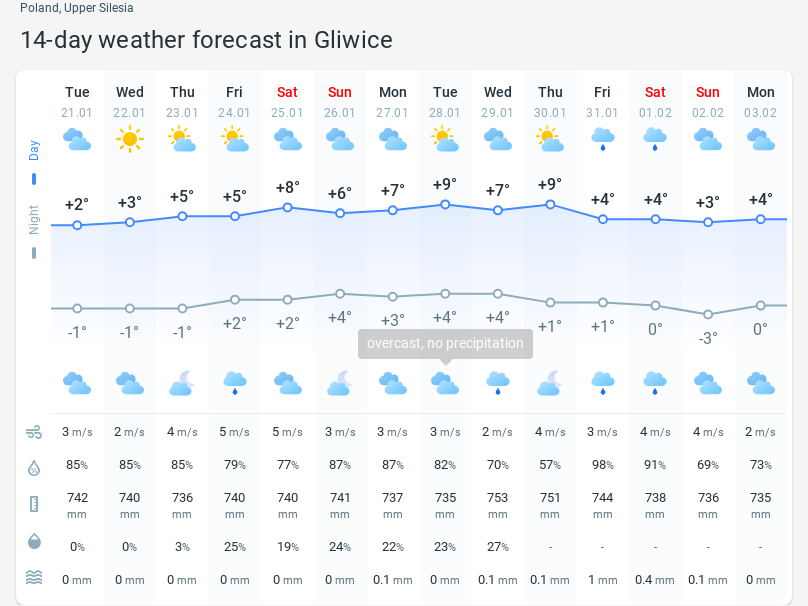 Poland, Upper Silesia
14-day weather forecast in Gliwice
Tue Wed Thu Fri Sat Sun Mon Tue Wed Thu Fri Sat Sun Mon
21.01 22.01 23.01 24.01 25.01 26.01 27.01 28.01 29.01 30.01 31.01 01.02 02.02 03.02
Day
+2° +3° +5° +5° +8° +6° +7° +9° +7° +9° +4° +4° +3° +4°
Night
-1° -1° -1° +2° +2° +4° +3° +4° +4° +1° +1° 0° -3° 0°
overcast, no precipitation
3 m/s 2 m/s 4 m/s 5 m/s 5 m/s 3 m/s 3 m/s 3 m/s 2 m/s 4 m/s 3 m/s 4 m/s 4 m/s 2 m/s
85% 85% 85% 79% 77% 87% 87% 82% 70% 57% 98% 91% 69% 73%
742 740 736 740 740 741 737 735 753 751 744 738 736 735
mm mm mm mm mm mm mm mm mm mm mm mm mm mm
0% 0% 3% 25% 19% 24% 22% 23% 27% - - - - -
0 mm 0 mm 0 mm 0 mm 0 mm 0 mm 0.1 mm 0 mm 0.1 mm 0.1 mm 1 mm 0.4 mm 0.1 mm 0 mm